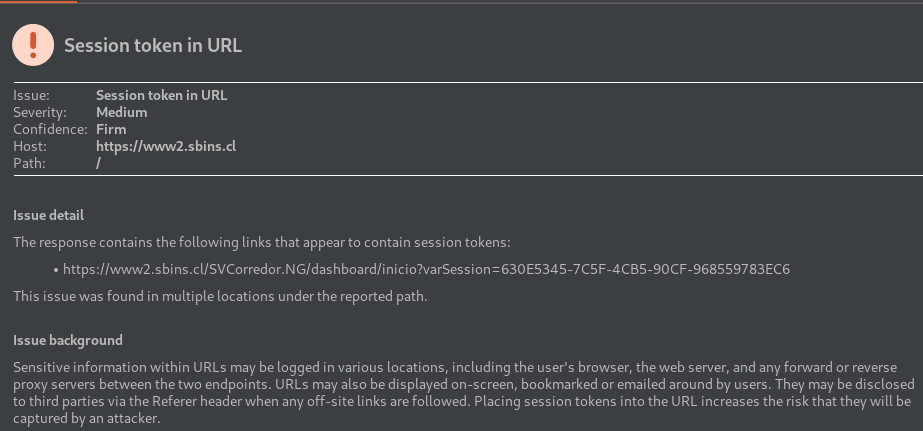 Session token in URL
Issue: Session token in URL
Severity: Medium
Confidence: Firm
Host: https://www2.sbins.cl
Path: /
Issue detail
The response contains the following links that appear to contain session tokens:
• https://www2.sbins.cl/SVCorredor.NG/dashboard/inicio?varSession=630E5345-7C5F-4CB5-90CF-968559783EC6
This issue was found in multiple locations under the reported path.
Issue background
Sensitive information within URLs may be logged in various locations, including the user's browser, the web server, and any forward or reverse
proxy servers between the two endpoints. URLs may also be displayed on-screen, bookmarked or emailed around by users. They may be disclosed
to third parties via the Referer header when any off-site links are followed. Placing session tokens into the URL increases the risk that they will be
captured by an attacker.